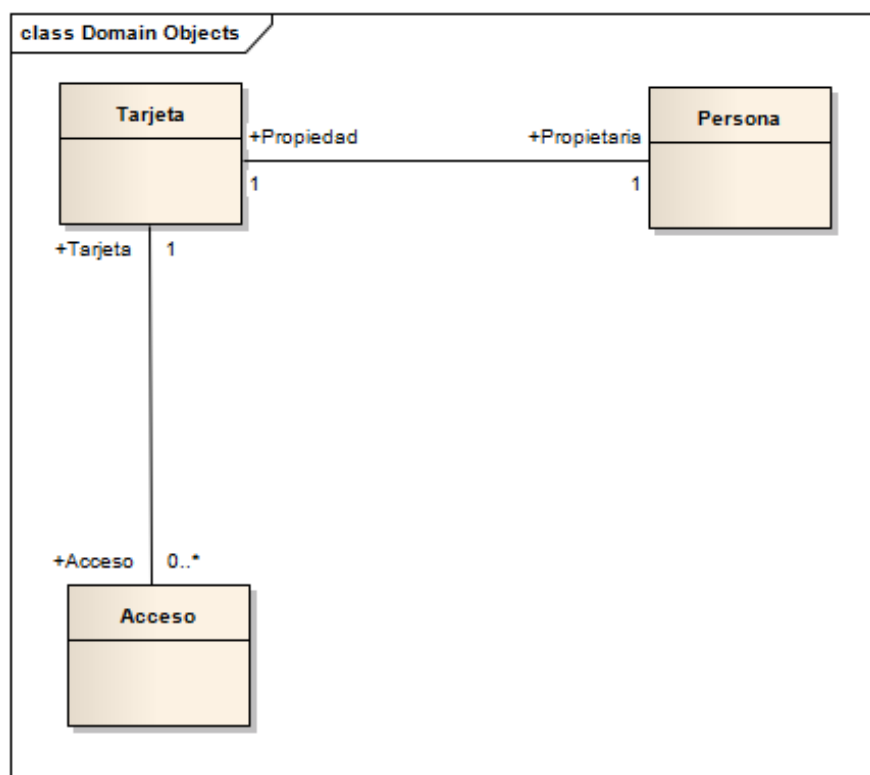 class Domain Objects
Tarjeta
Persona
+Propiedad
+Propietaria
1
1
+Tarjeta
1
+Acceso
0..*
Acceso